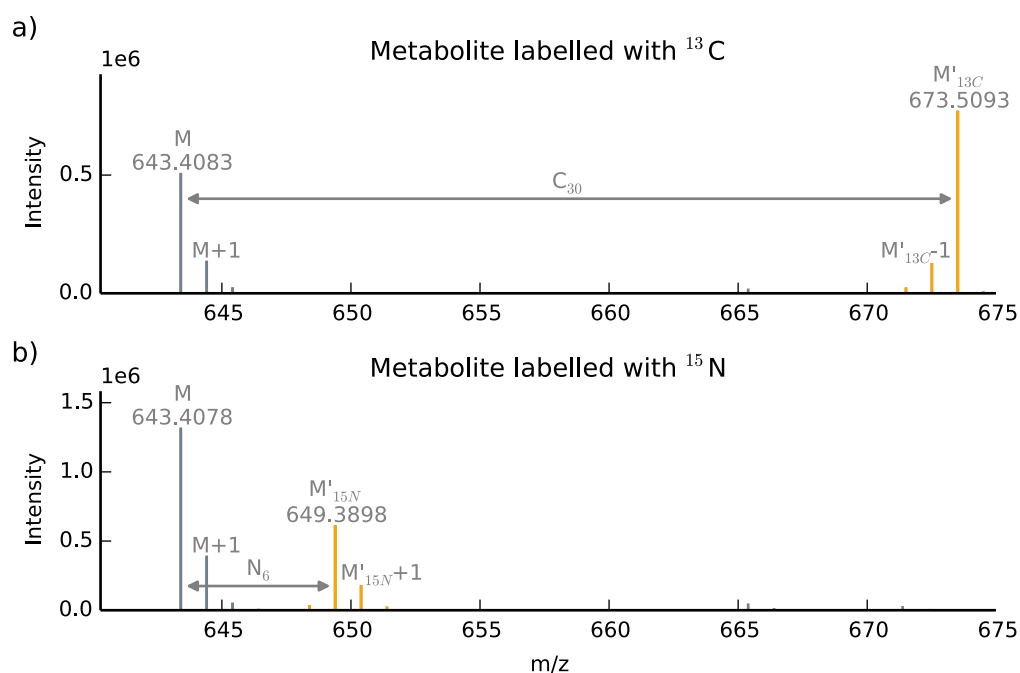 a)
Metabolite labelled with ¹³C
1e6
Intensity
0.5
0.0
M
643.4083
M+1
C₃₀
M'₁₃C
673.5093
M'₁₃C-1
645 650 655 660 665 670 675
b)
Metabolite labelled with ¹⁵N
1e6
Intensity
1.5
1.0
0.5
0.0
M
643.4078
M+1
N₆
M'₁₅N
649.3898
M'₁₅N+1
645 650 655 660 665 670 675
m/z